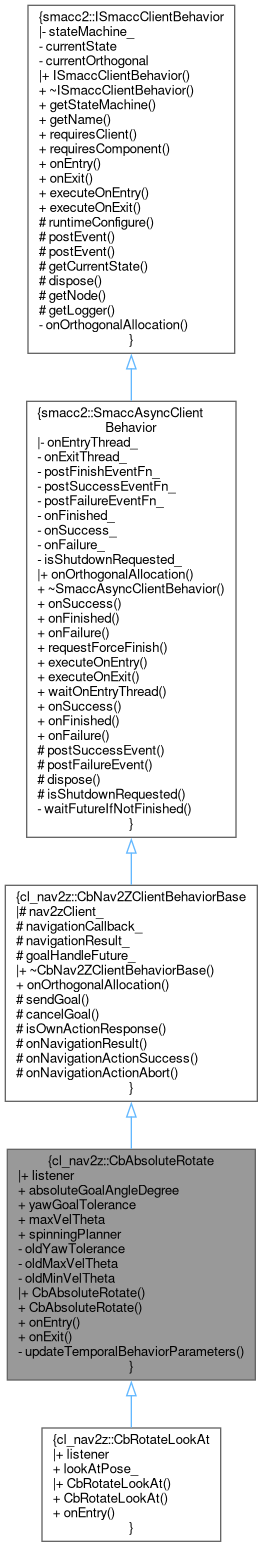 {smacc2::ISmaccClientBehavior
|- stateMachine_
- currentState
- currentOrthogonal
|+ ISmaccClientBehavior()
+ ~ISmaccClientBehavior()
+ getStateMachine()
+ getName()
+ requiresClient()
+ requiresComponent()
+ onEntry()
+ onExit()
+ executeOnEntry()
+ executeOnExit()
# runtimeConfigure()
# postEvent()
# postEvent()
# getCurrentState()
# dispose()
# getNode()
# getLogger()
- onOrthogonalAllocation()
}
{smacc2::SmaccAsyncClient
Behavior
|- onEntryThread_
- onExitThread_
- postFinishEventFn_
- postSuccessEventFn_
- postFailureEventFn_
- onFinished_
- onSuccess_
- onFailure_
- isShutdownRequested_
|+ onOrthogonalAllocation()
+ ~SmaccAsyncClientBehavior()
+ onSuccess()
+ onFinished()
+ onFailure()
+ requestForceFinish()
+ executeOnEntry()
+ executeOnExit()
+ waitOnEntryThread()
+ onSuccess()
+ onFinished()
+ onFailure()
# postSuccessEvent()
# postFailureEvent()
# dispose()
# isShutdownRequested()
- waitFutureIfNotFinished()
}
{cl_nav2z::CbNav2ZClientBehaviorBase
|# nav2zClient_
# navigationCallback_
# navigationResult_
# goalHandleFuture_
|+ ~CbNav2ZClientBehaviorBase()
+ onOrthogonalAllocation()
# sendGoal()
# cancelGoal()
# isOwnActionResponse()
# onNavigationResult()
# onNavigationActionSuccess()
# onNavigationActionAbort()
}
{cl_nav2z::CbAbsoluteRotate
|+ listener
+ absoluteGoalAngleDegree
+ yawGoalTolerance
+ maxVelTheta
+ spinningPlanner
- oldYawTolerance
- oldMaxVelTheta
- oldMinVelTheta
|+ CbAbsoluteRotate()
+ CbAbsoluteRotate()
+ onEntry()
+ onExit()
- updateTemporalBehaviorParameters()
}
{cl_nav2z::CbRotateLookAt
|+ listener
+ lookAtPose_
|+ CbRotateLookAt()
+ CbRotateLookAt()
+ onEntry()
}